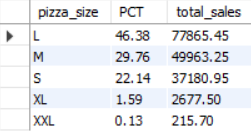 pizza_size PCT total_sales
L 46.38 77865.45
M 29.76 49963.25
S 22.14 37180.95
XL 1.59 2677.50
XXL 0.13 215.70